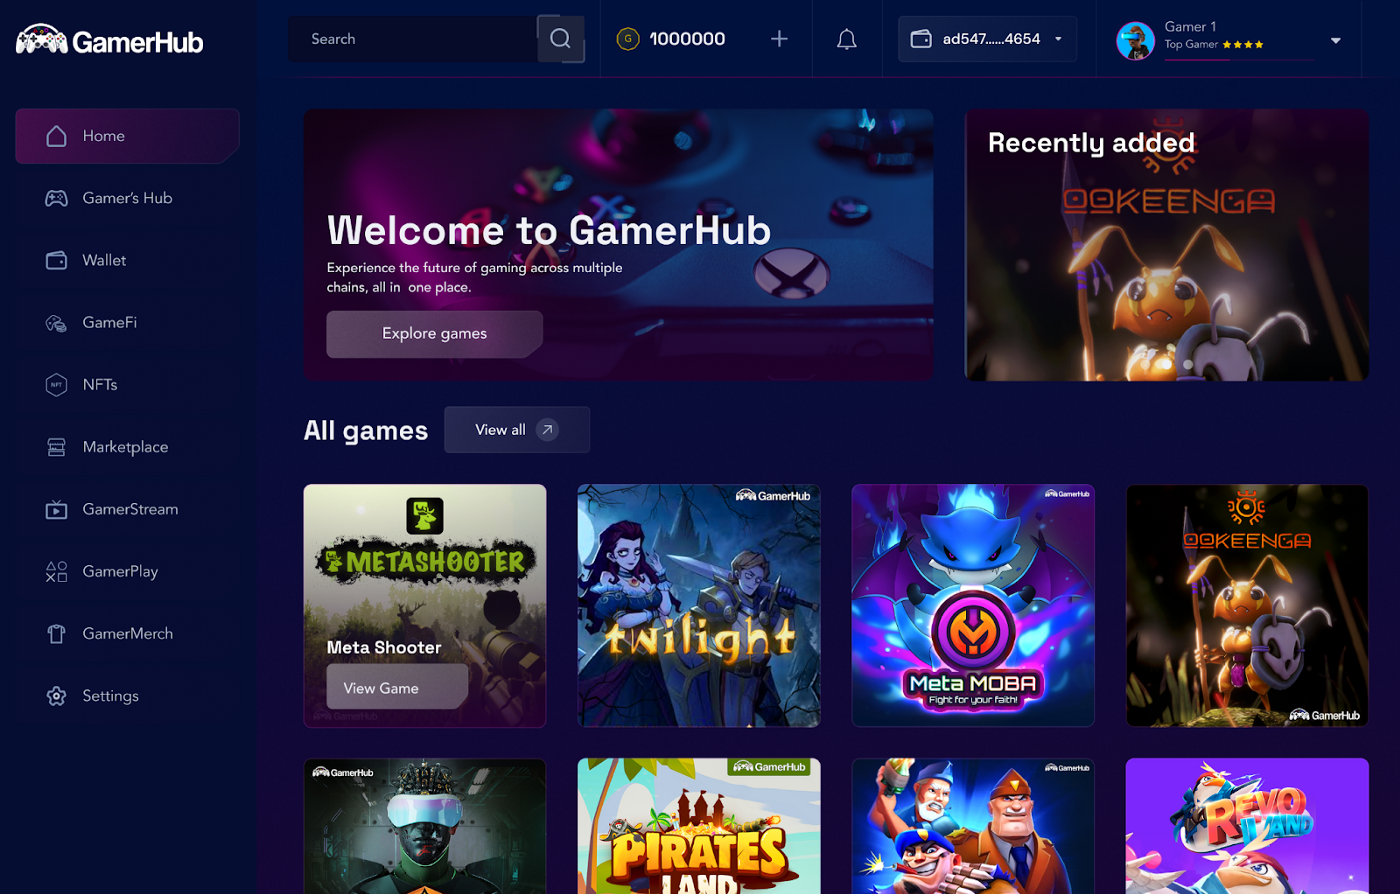 GamerHub
Search
G
1000000
ad547......4654
Gamer 1
Top Gamer
Home
Gamer's Hub
Wallet
GameFi
NFT
NFTs
Marketplace
GamerStream
GamerPlay
GamerMerch
Settings
Welcome to GamerHub
Experience the future of gaming across multiple
chains, all in  one place.
Explore games
Recently added
OOKEENGA
All games
View all
METASHOOTER
Meta Shooter
View Game
GamerHub
GamerHub
twilight
GamerHub
Meta MOBA
Fight for your faith!
OOKEENGA
GamerHub
GamerHub
GamerHub
PIRATES
LAND
GamerHub
REVO
LAND